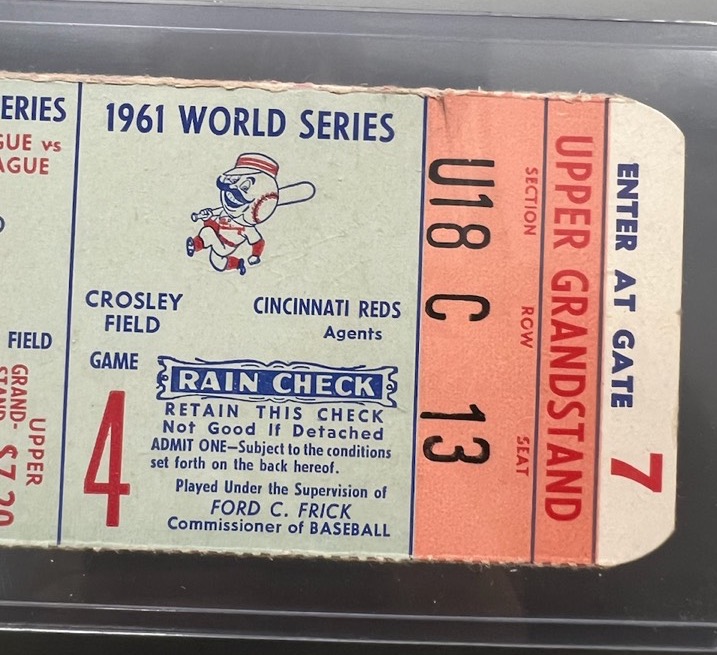 ERIES
GUE vs
AGUE
FIELD
UPPER
GRAND-
STAND $7.20
1961 WORLD SERIES
CROSLEY
FIELD
CINCINNATI REDS
Agents
GAME
4
RAIN CHECK
RETAIN THIS CHECK
Not Good If Detached
ADMIT ONE—Subject to the conditions
set forth on the back hereof.
Played Under the Supervision of
FORD C. FRICK
Commissioner of BASEBALL
U18 C 13
SECTION ROW SEAT
UPPER GRANDSTAND
ENTER AT GATE 7